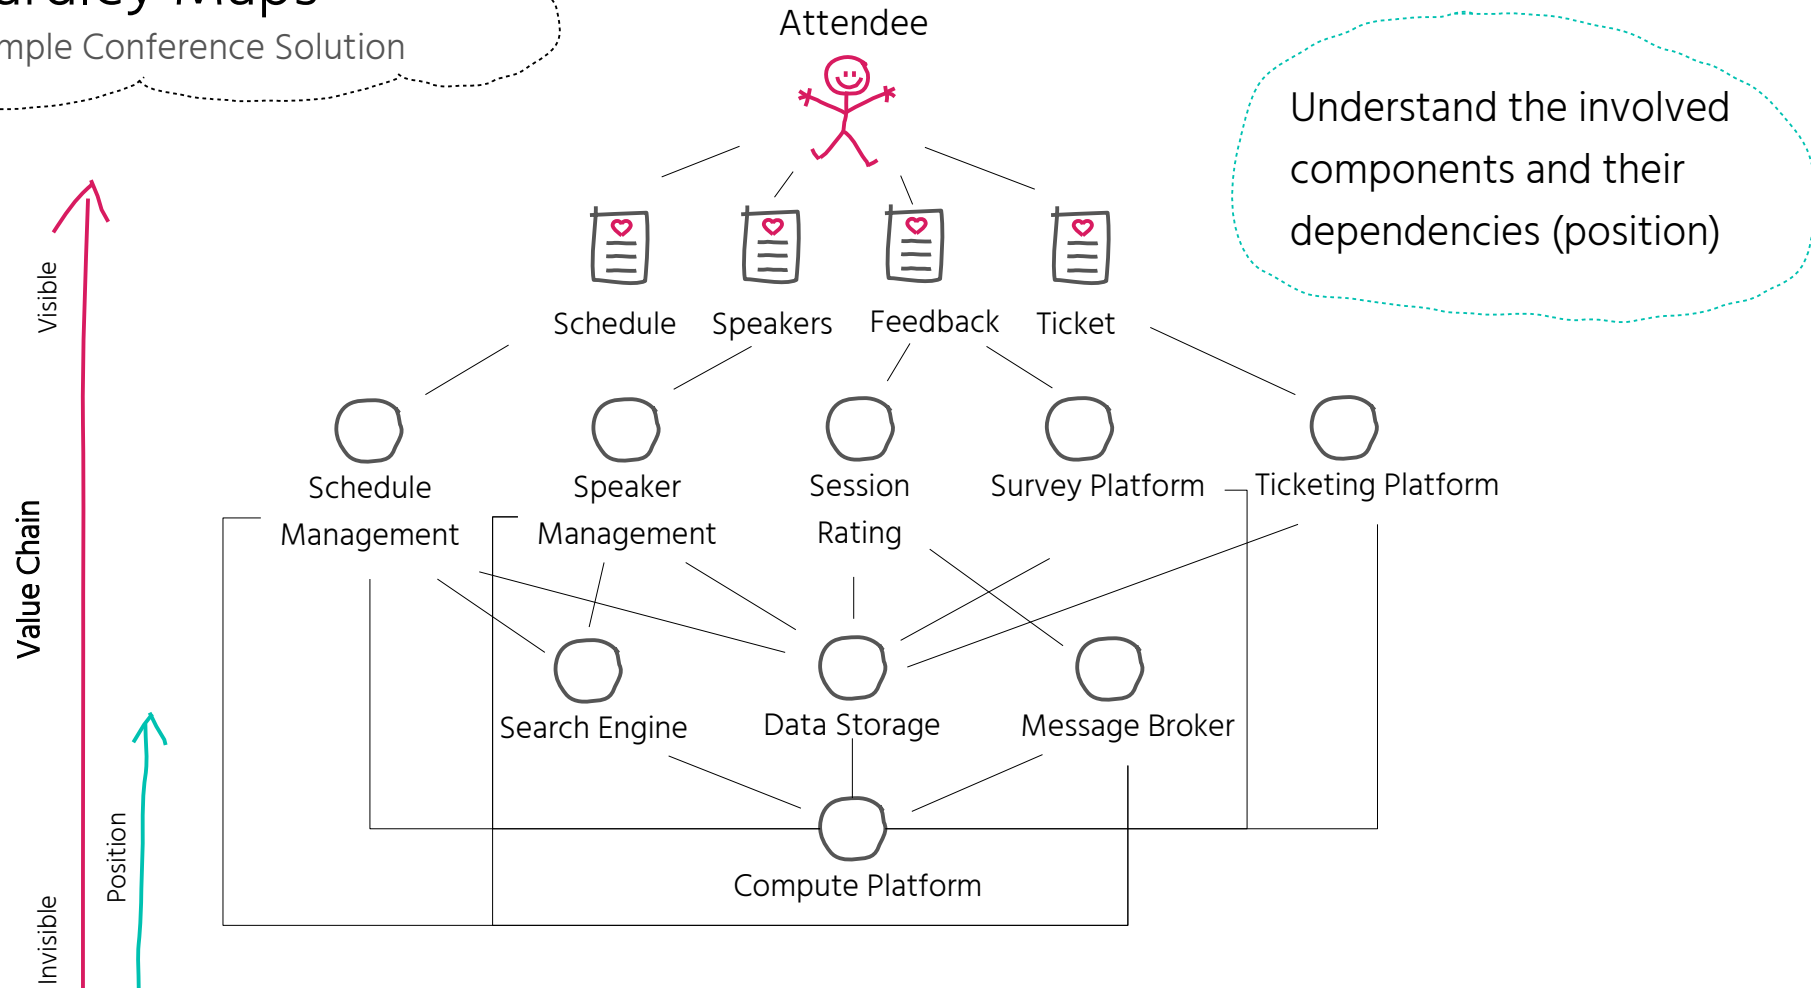 mple Conference Solution
Attendee
Understand the involved
components and their
dependencies (position)
Visible
Schedule
Speakers
Feedback
Ticket
Schedule
Management
Speaker
Management
Session
Rating
Survey Platform
Ticketing Platform
Value Chain
Search Engine
Data Storage
Message Broker
Position
Compute Platform
Invisible